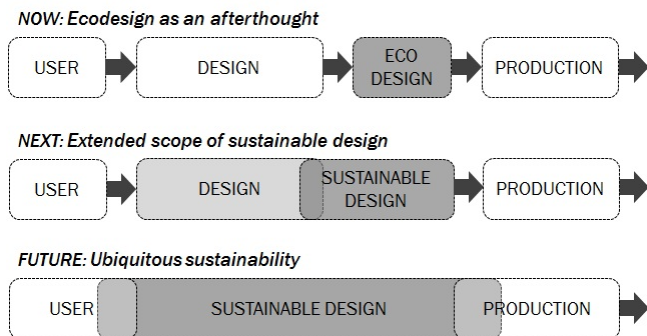 NOW: Ecodesign as an afterthought
USER
DESIGN
ECO
DESIGN
PRODUCTION
NEXT: Extended scope of sustainable design
USER
DESIGN
SUSTAINABLE
DESIGN
PRODUCTION
FUTURE: Ubiquitous sustainability
USER
SUSTAINABLE DESIGN
PRODUCTION